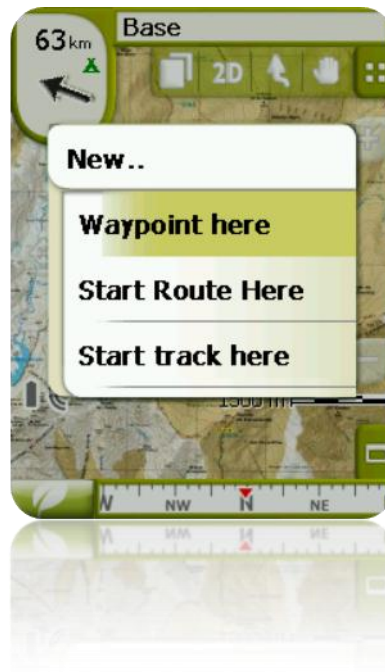 63km
Base
2D
New..
Waypoint here
Start Route Here
Start track here
NW N NE